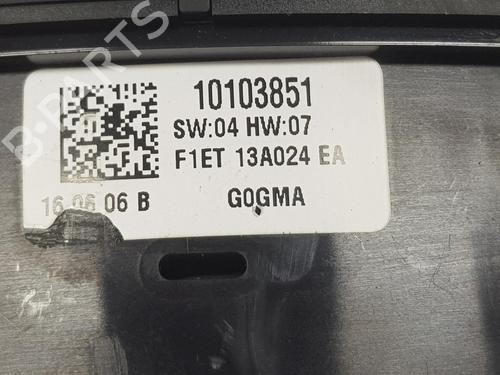 B-PARTS
10103851
SW:04 HW:07
F1ET 13A024 EA
16 06 06 B G0GMA